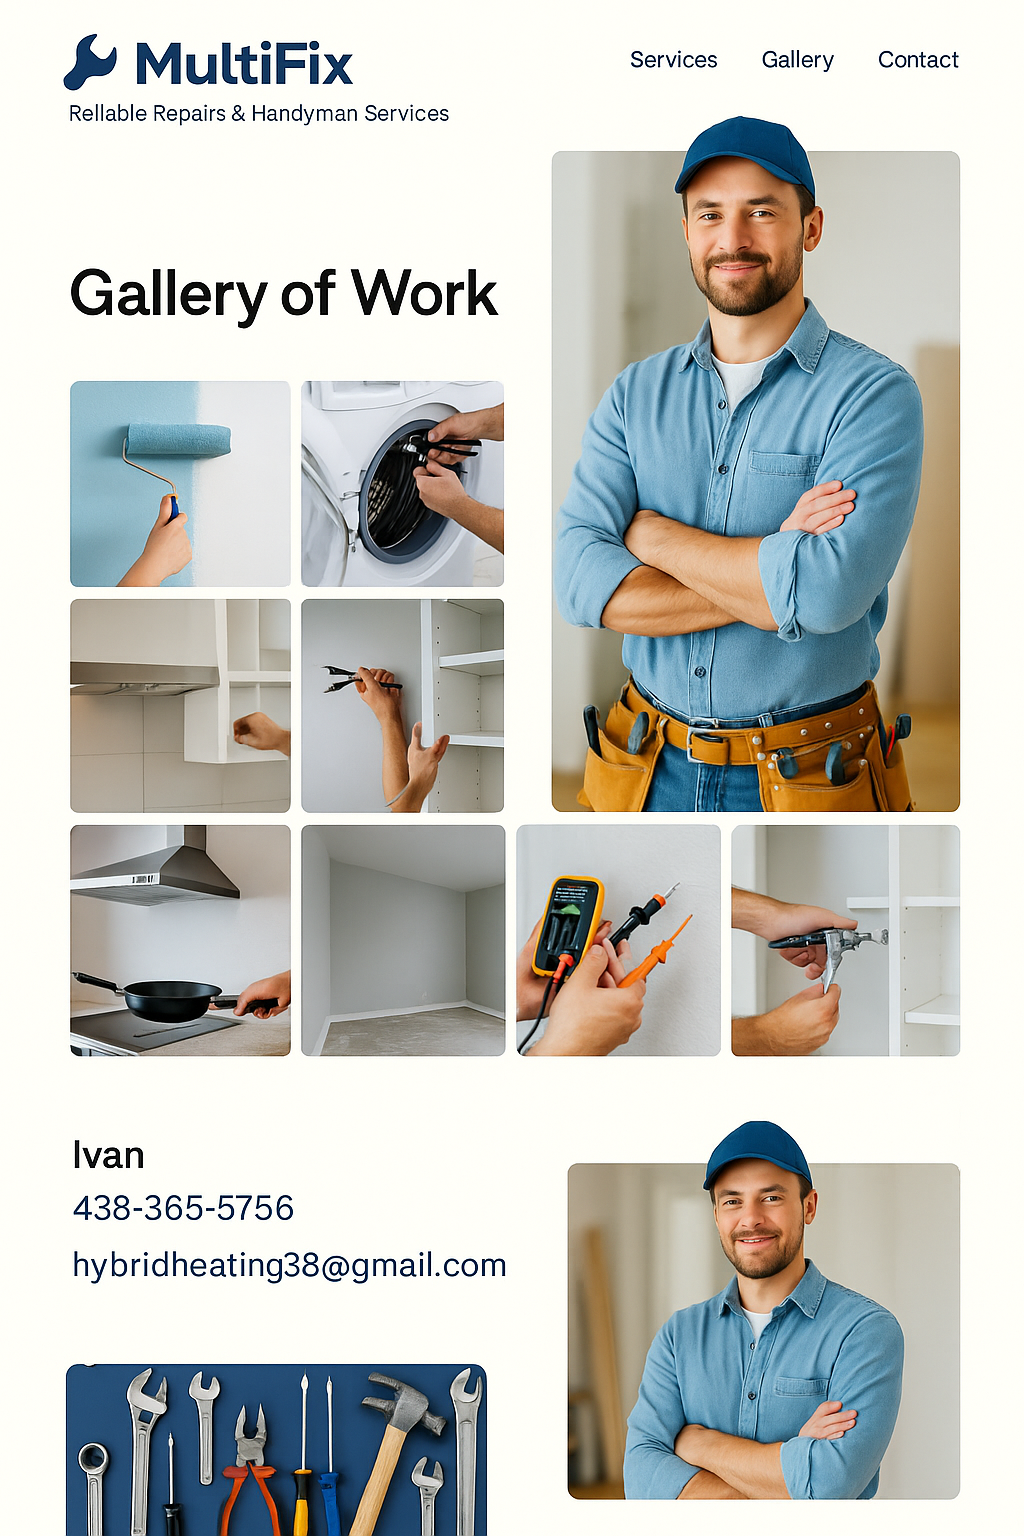 MultiFix
Rellable Repairs & Handyman Services
Services Gallery Contact
Gallery of Work
Ivan
438-365-5756
hybridheating38@gmail.com